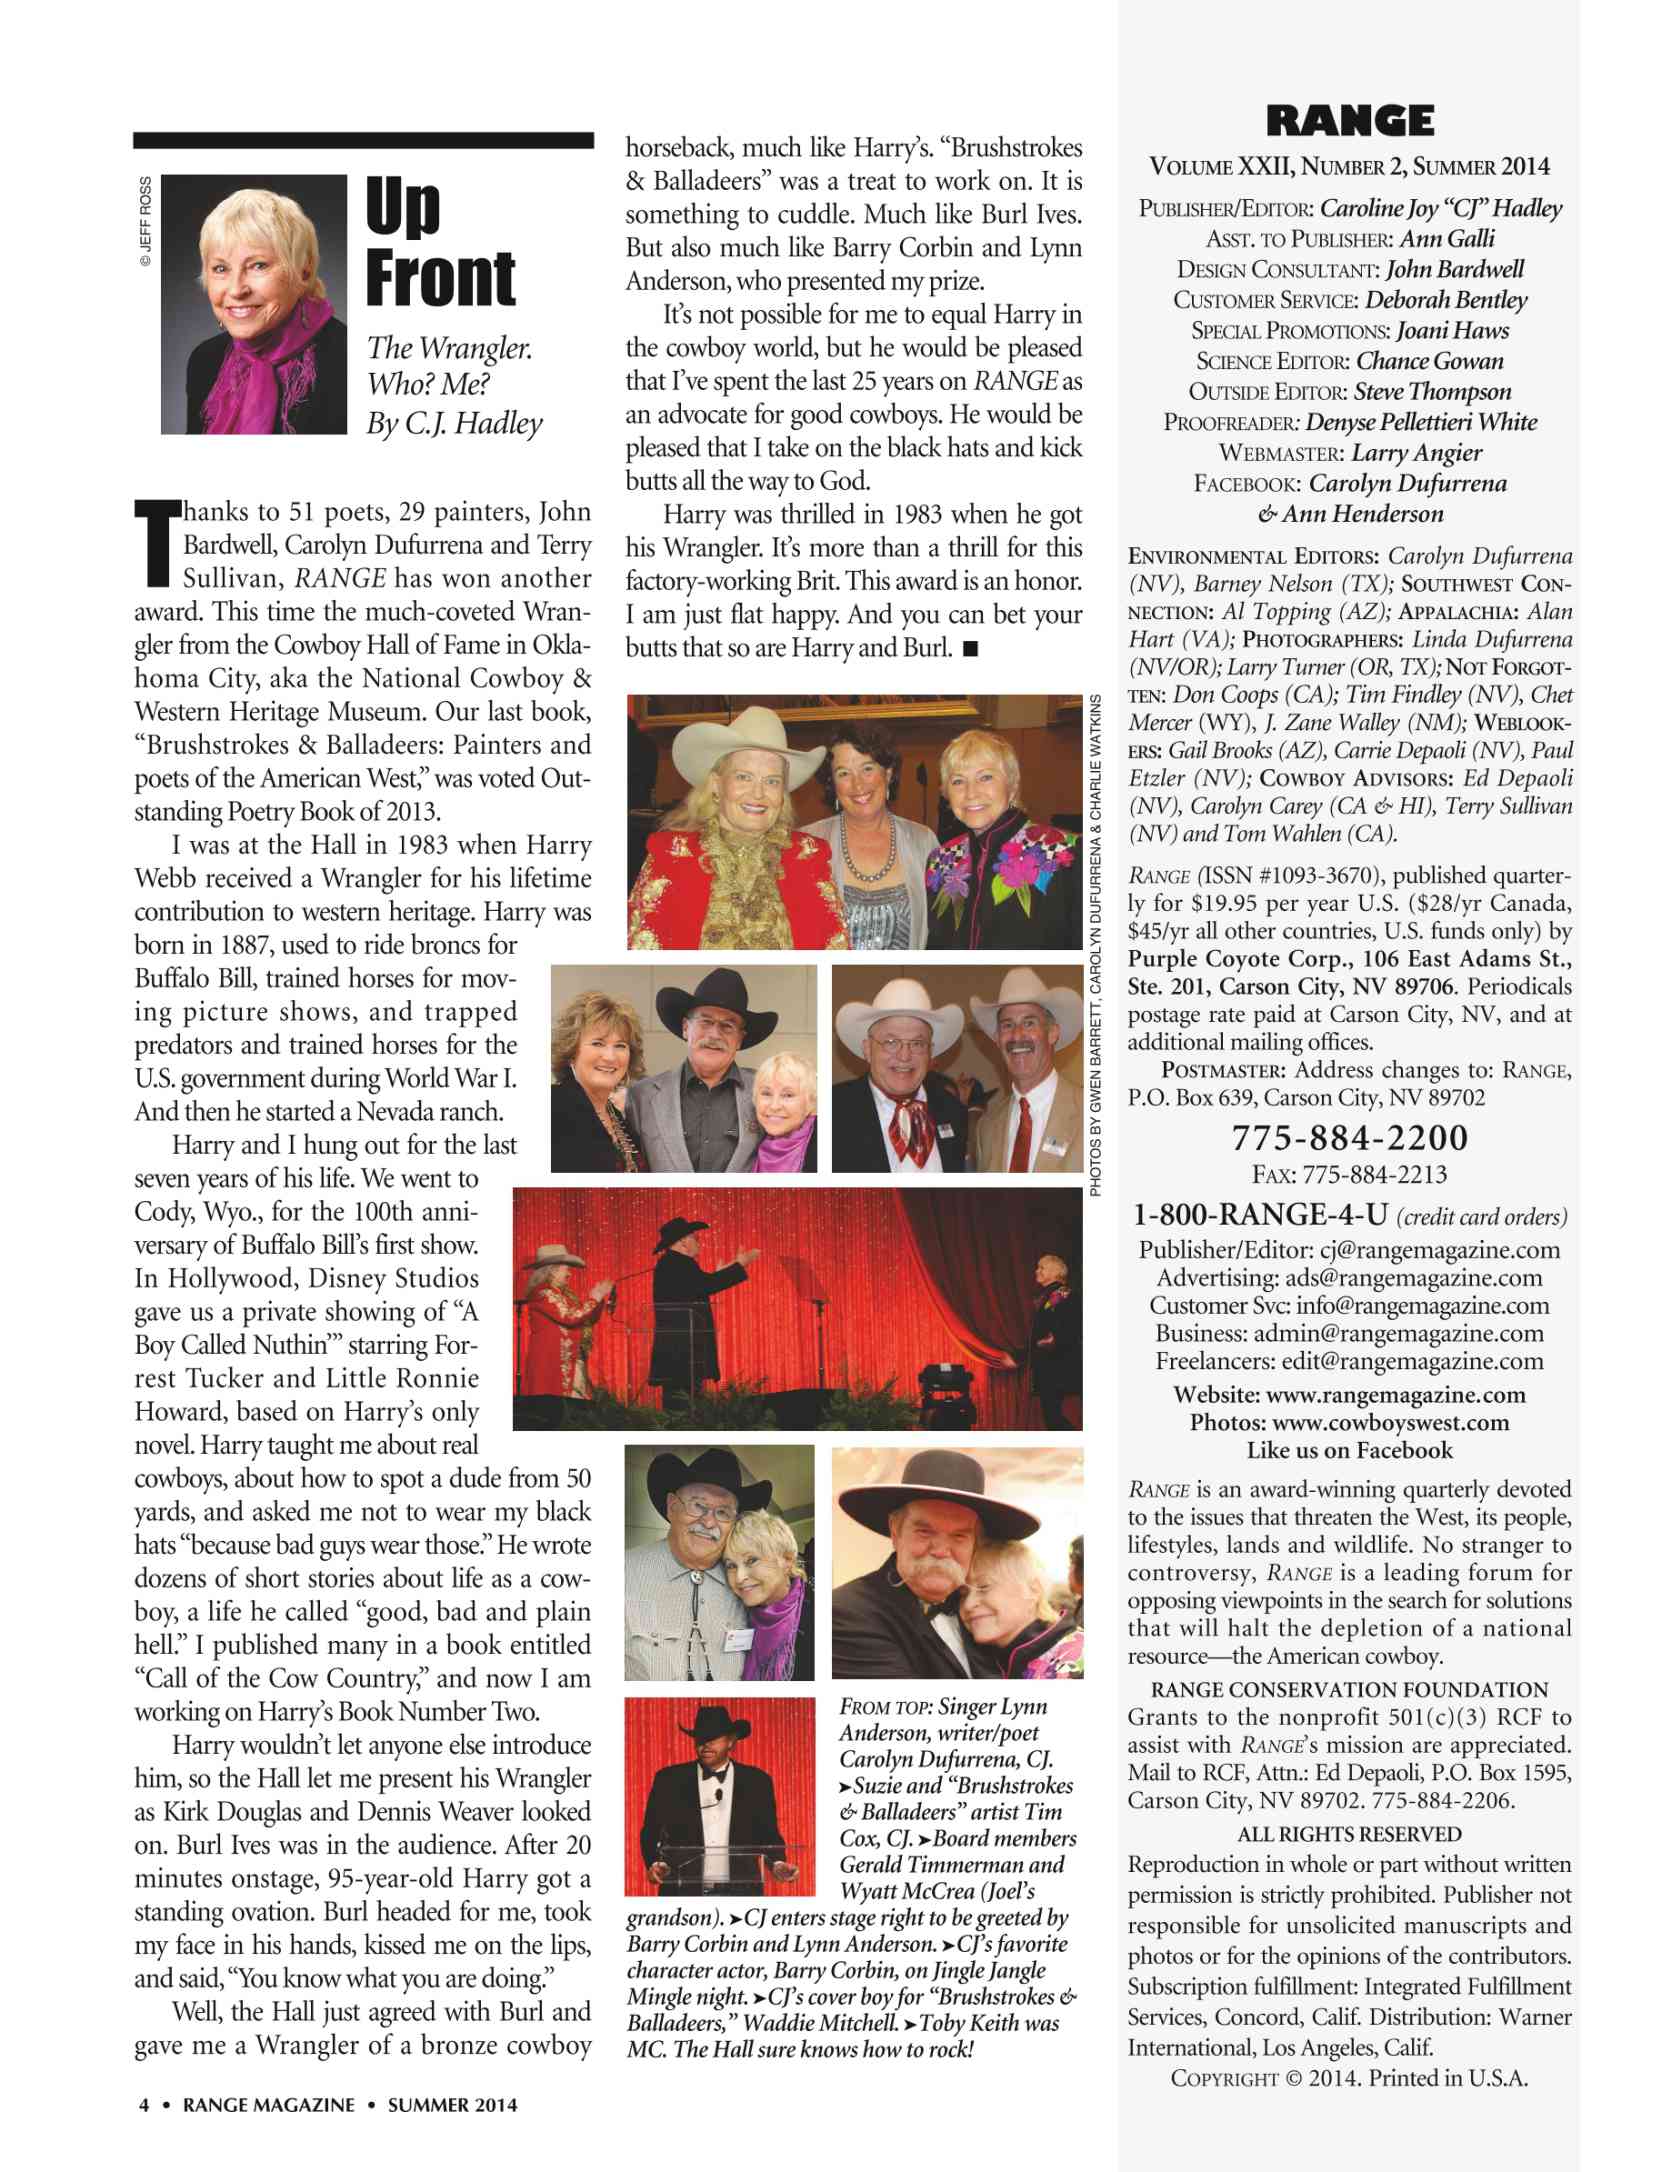 © JEFF ROSS
Up
Front
The Wrangler.
Who? Me?
By C.J. Hadley
Thanks to 51 poets, 29 painters, John
Bardwell, Carolyn Dufurrena and Terry
Sullivan, RANGE has won another
award. This time the much-coveted Wran-
gler from the Cowboy Hall of Fame in Okla-
homa City, aka the National Cowboy &
Western Heritage Museum. Our last book,
“Brushstrokes & Balladeers: Painters and
poets of the American West,” was voted Out-
standing Poetry Book of 2013.
I was at the Hall in 1983 when Harry
Webb received a Wrangler for his lifetime
contribution to western heritage. Harry was
born in 1887, used to ride broncs for
Buffalo Bill, trained horses for mov-
ing picture shows, and trapped
predators and trained horses for the
U.S. government during World War I.
And then he started a Nevada ranch.
Harry and I hung out for the last
seven years of his life. We went to
Cody, Wyo., for the 100th anni-
versary of Buffalo Bill’s first show.
In Hollywood, Disney Studios
gave us a private showing of “A
Boy Called Nuthin’” starring For-
rest Tucker and Little Ronnie
Howard, based on Harry’s only
novel. Harry taught me about real
cowboys, about how to spot a dude from 50
yards, and asked me not to wear my black
hats “because bad guys wear those.” He wrote
dozens of short stories about life as a cow-
boy, a life he called “good, bad and plain
hell.” I published many in a book entitled
“Call of the Cow Country,” and now I am
working on Harry’s Book Number Two.
Harry wouldn’t let anyone else introduce
him, so the Hall let me present his Wrangler
as Kirk Douglas and Dennis Weaver looked
on. Burl Ives was in the audience. After 20
minutes onstage, 95-year-old Harry got a
standing ovation. Burl headed for me, took
my face in his hands, kissed me on the lips,
and said, “You know what you are doing.”
Well, the Hall just agreed with Burl and
gave me a Wrangler of a bronze cowboy
horseback, much like Harry’s. “Brushstrokes
& Balladeers” was a treat to work on. It is
something to cuddle. Much like Burl Ives.
But also much like Barry Corbin and Lynn
Anderson, who presented my prize.
It’s not possible for me to equal Harry in
the cowboy world, but he would be pleased
that I’ve spent the last 25 years on RANGE as
an advocate for good cowboys. He would be
pleased that I take on the black hats and kick
butts all the way to God.
Harry was thrilled in 1983 when he got
his Wrangler. It’s more than a thrill for this
factory-working Brit. This award is an honor.
I am just flat happy. And you can bet your
butts that so are Harry and Burl. ■
PHOTOS BY GWEN BARRETT, CAROLYN DUFURRENA & CHARLIE WATKINS
FROM TOP: Singer Lynn
Anderson, writer/poet
Carolyn Dufurrena, CJ.
➤Suzie and “Brushstrokes
& Balladeers” artist Tim
Cox, CJ. ➤Board members
Gerald Timmerman and
Wyatt McCrea (Joel’s
grandson). ➤CJ enters stage right to be greeted by
Barry Corbin and Lynn Anderson. ➤CJ’s favorite
character actor, Barry Corbin, on Jingle Jangle
Mingle night. ➤CJ’s cover boy for “Brushstrokes &
Balladeers,” Waddie Mitchell. ➤Toby Keith was
MC. The Hall sure knows how to rock!
4 • RANGE MAGAZINE • SUMMER 2014
RANGE
VOLUME XXII, NUMBER 2, SUMMER 2014
PUBLISHER/EDITOR: Caroline Joy “CJ” Hadley
ASST. TO PUBLISHER: Ann Galli
DESIGN CONSULTANT: John Bardwell
CUSTOMER SERVICE: Deborah Bentley
SPECIAL PROMOTIONS: Joani Haws
SCIENCE EDITOR: Chance Gowan
OUTSIDE EDITOR: Steve Thompson
PROOFREADER: Denyse Pellettieri White
WEBMASTER: Larry Angier
FACEBOOK: Carolyn Dufurrena
& Ann Henderson
ENVIRONMENTAL EDITORS: Carolyn Dufurrena
(NV), Barney Nelson (TX); SOUTHWEST CON-
NECTION: Al Topping (AZ); APPALACHIA: Alan
Hart (VA); PHOTOGRAPHERS: Linda Dufurrena
(NV/OR); Larry Turner (OR, TX); NOT FORGOT-
TEN: Don Coops (CA); Tim Findley (NV), Chet
Mercer (WY), J. Zane Walley (NM); WEBLOOK-
ERS: Gail Brooks (AZ), Carrie Depaoli (NV), Paul
Etzler (NV); COWBOY ADVISORS: Ed Depaoli
(NV), Carolyn Carey (CA & HI), Terry Sullivan
(NV) and Tom Wahlen (CA).
RANGE (ISSN #1093-3670), published quarter-
ly for $19.95 per year U.S. ($28/yr Canada,
$45/yr all other countries, U.S. funds only) by
Purple Coyote Corp., 106 East Adams St.,
Ste. 201, Carson City, NV 89706. Periodicals
postage rate paid at Carson City, NV, and at
additional mailing offices.
POSTMASTER: Address changes to: RANGE,
P.O. Box 639, Carson City, NV 89702
775-884-2200
FAX: 775-884-2213
1-800-RANGE-4-U (credit card orders)
Publisher/Editor: cj@rangemagazine.com
Advertising: ads@rangemagazine.com
Customer Svc: info@rangemagazine.com
Business: admin@rangemagazine.com
Freelancers: edit@rangemagazine.com
Website: www.rangemagazine.com
Photos: www.cowboyswest.com
Like us on Facebook
RANGE is an award-winning quarterly devoted
to the issues that threaten the West, its people,
lifestyles, lands and wildlife. No stranger to
controversy, RANGE is a leading forum for
opposing viewpoints in the search for solutions
that will halt the depletion of a national
resource—the American cowboy.
RANGE CONSERVATION FOUNDATION
Grants to the nonprofit 501(c)(3) RCF to
assist with RANGE’s mission are appreciated.
Mail to RCF, Attn.: Ed Depaoli, P.O. Box 1595,
Carson City, NV 89702. 775-884-2206.
ALL RIGHTS RESERVED
Reproduction in whole or part without written
permission is strictly prohibited. Publisher not
responsible for unsolicited manuscripts and
photos or for the opinions of the contributors.
Subscription fulfillment: Integrated Fulfillment
Services, Concord, Calif. Distribution: Warner
International, Los Angeles, Calif.
COPYRIGHT © 2014. Printed in U.S.A.